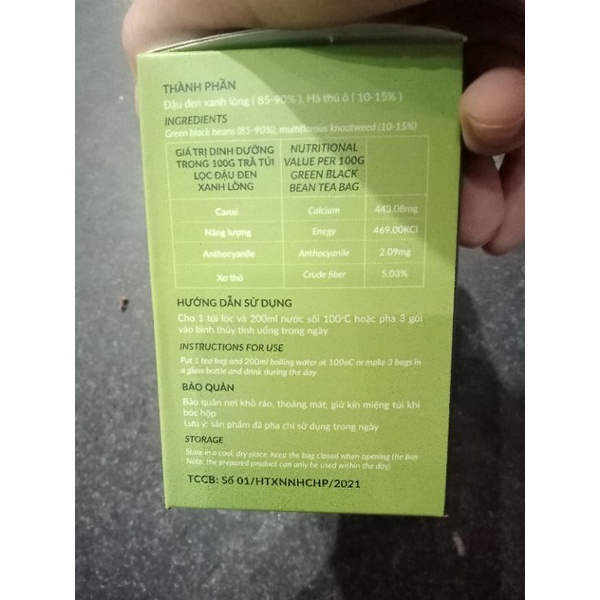 THÀNH PHẦN
Đậu đen xanh lòng ( 85-90% ), Hà thủ ô ( 10-15% )
INGREDIENTS
Green black beans (85-90%), multiflorous knotweed (10-15%)
GIÁ TRỊ DINH DƯỠNG TRONG 100G TRÀ TÚI LỌC ĐẬU ĐEN XANH LÒNG
NUTRITIONAL VALUE PER 100G GREEN BLACK BEAN TEA BAG
Canxi Calcium 443.08mg
Năng lượng Enegy 469.00KCl
Anthocyanile Anthocyanile 2.09mg
Xơ thô Crude fiber 5.03%
HƯỚNG DẪN SỬ DỤNG
Cho 1 túi lọc và 200ml nước sôi 100°C hoặc pha 3 gói
vào bình thủy tinh uống trong ngày
INSTRUCTIONS FOR USE
Put 1 tea bag and 200ml boiling water at 100oC or make 3 bags in
a glass bottle and drink during the day
BẢO QUẢN
Bảo quản nơi khô ráo, thoáng mát, giữ kín miệng túi khi
bóc hộp
Lưu ý: sản phẩm đã pha chỉ sử dụng trong ngày
STORAGE
Store in a cool, dry place, keep the bag closed when opening the box
Note: the prepared product can only be used within the day
TCCB: Số 01/HTXNNHCHP/2021